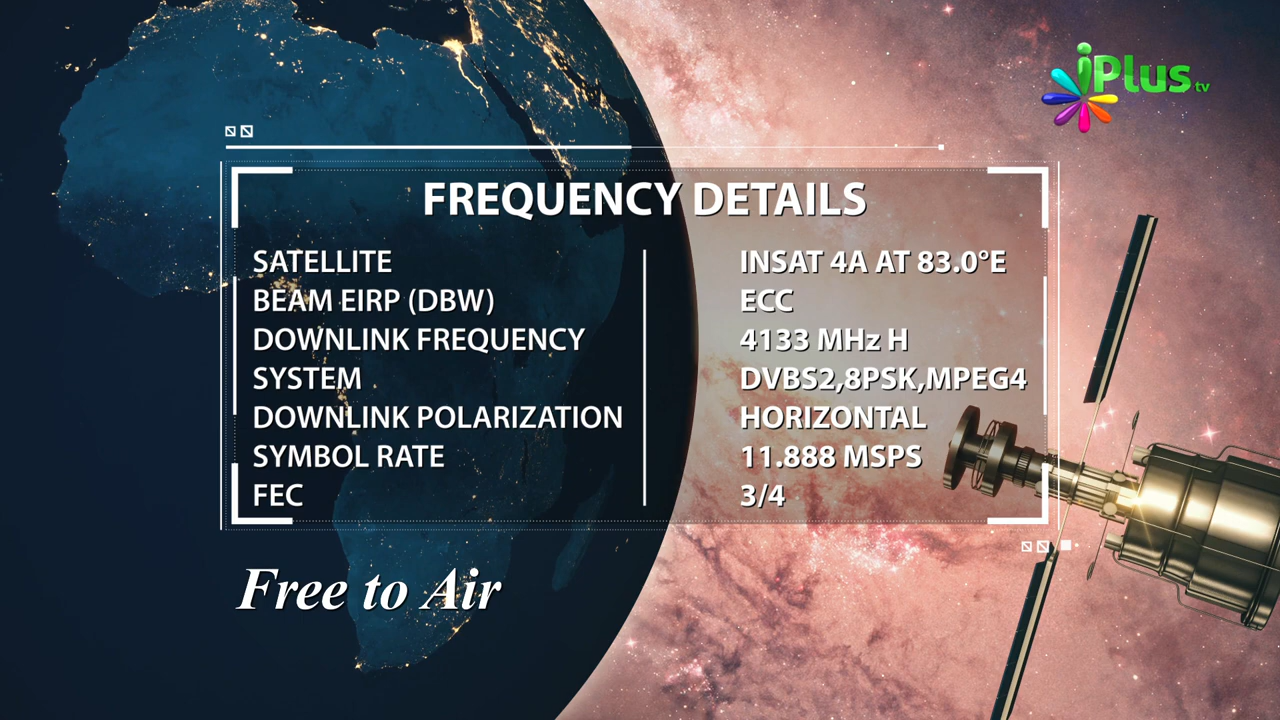 iPlus tv
FREQUENCY DETAILS
SATELLITE INSAT 4A AT 83.0°E
BEAM EIRP (DBW) ECC
DOWNLINK FREQUENCY 4133 MHz H
SYSTEM DVBS2,8PSK,MPEG4
DOWNLINK POLARIZATION HORIZONTAL
SYMBOL RATE 11.888 MSPS
FEC 3/4
Free to Air